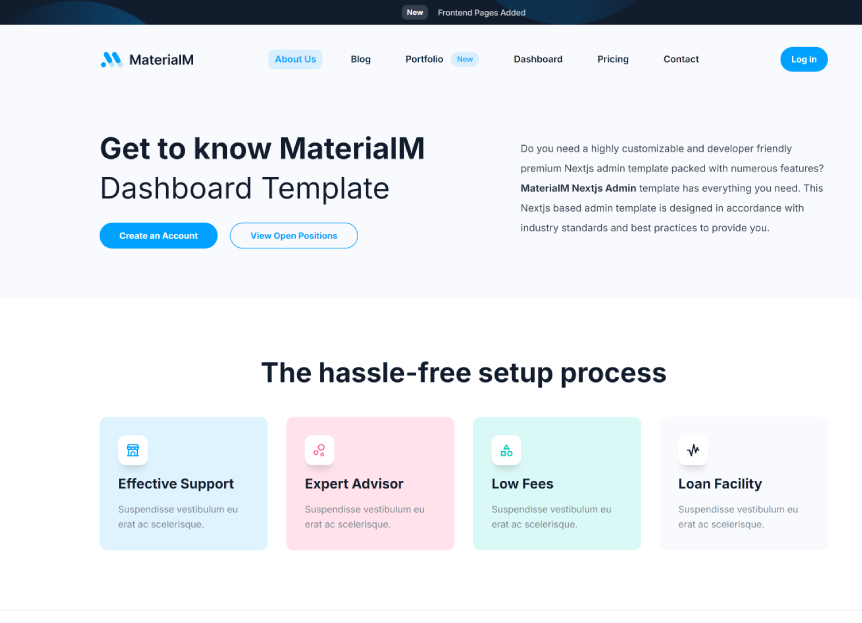 New Frontend Pages Added
MaterialM About Us Blog Portfolio New Dashboard Pricing Contact Log in
Get to know MaterialM
Dashboard Template
Create an Account View Open Positions
Do you need a highly customizable and developer friendly
premium Nextjs admin template packed with numerous features?
MaterialM Nextjs Admin template has everything you need. This
Nextjs based admin template is designed in accordance with
industry standards and best practices to provide you.
The hassle-free setup process
Effective Support
Suspendisse vestibulum eu
erat ac scelerisque.
Expert Advisor
Suspendisse vestibulum eu
erat ac scelerisque.
Low Fees
Suspendisse vestibulum eu
erat ac scelerisque.
Loan Facility
Suspendisse vestibulum eu
erat ac scelerisque.